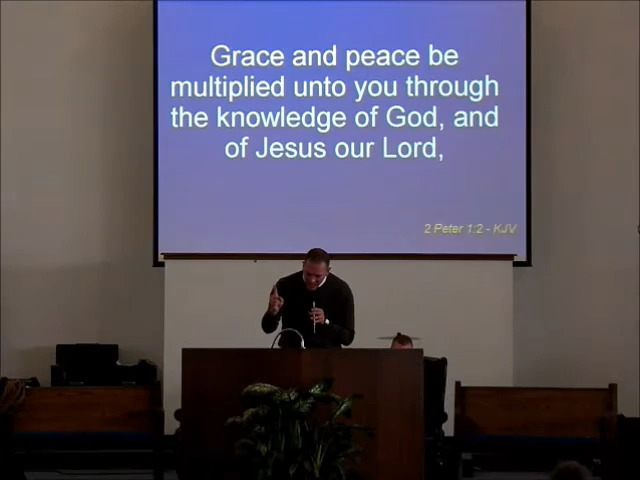 Grace and peace be
multiplied unto you through
the knowledge of God, and
of Jesus our Lord,
2 Peter 1:2 - KJV